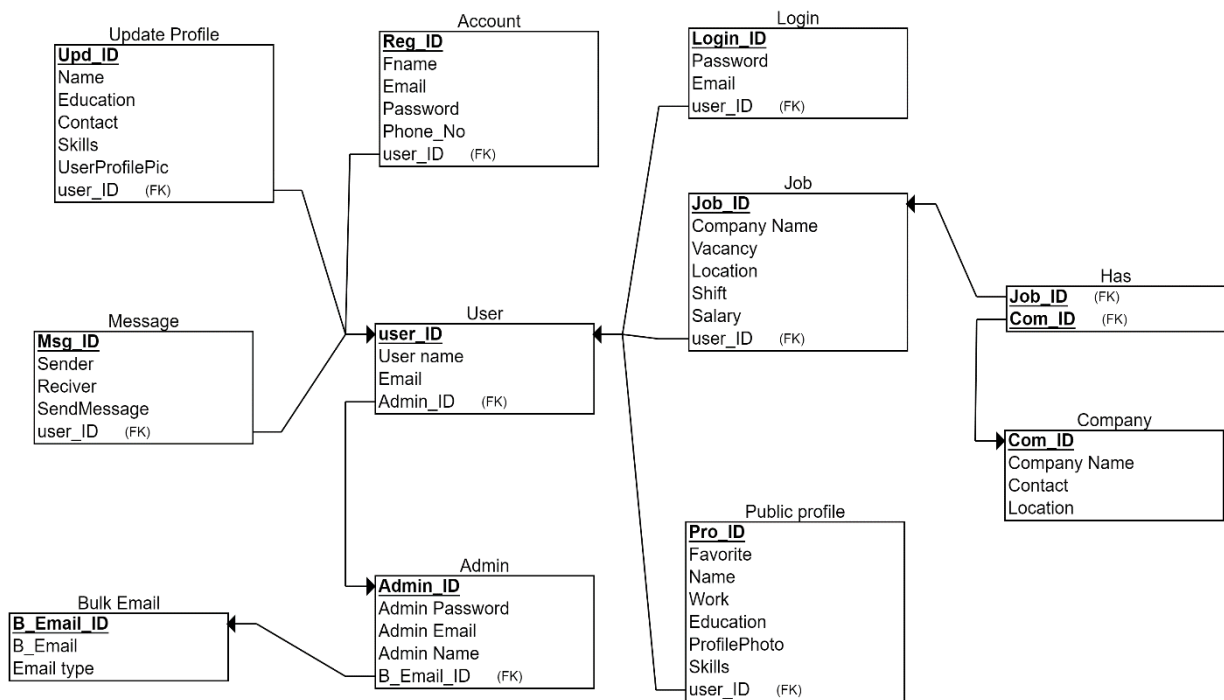 Update Profile
Upd_ID
Name
Education
Contact
Skills
UserProfilePic
user_ID (FK)
Account
Reg_ID
Fname
Email
Password
Phone_No
user_ID (FK)
Login
Login_ID
Password
Email
user_ID (FK)
Job
Job_ID
Company Name
Vacancy
Location
Shift
Salary
user_ID (FK)
Has
Job_ID (FK)
Com_ID (FK)
Message
Msg_ID
Sender
Reciver
SendMessage
user_ID (FK)
User
user_ID
User name
Email
Admin_ID (FK)
Company
Com_ID
Company Name
Contact
Location
Public profile
Pro_ID
Favorite
Name
Work
Education
ProfilePhoto
Skills
user_ID (FK)
Admin
Admin_ID
Admin Password
Admin Email
Admin Name
B_Email_ID (FK)
Bulk Email
B_Email_ID
B_Email
Email type